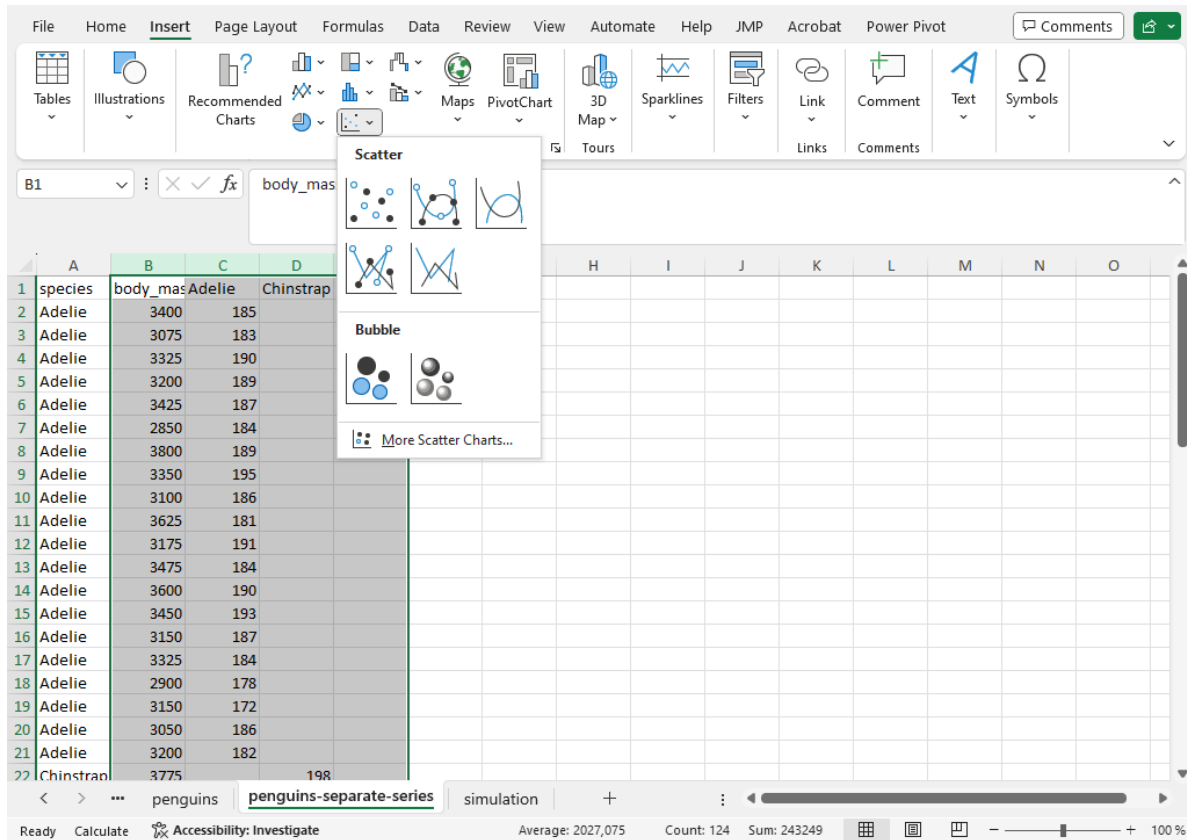 File Home Insert Page Layout Formulas Data Review View Automate Help JMP Acrobat Power Pivot Comments
Tables Illustrations Recommended Charts Maps PivotChart 3D Map Sparklines Filters Link Comment Text Symbols
Tours Links Comments
Scatter
B1 fx body_mas
Bubble
More Scatter Charts...
A B C D H I J K L M N O
1 species body_mas Adelie Chinstrap
2 Adelie 3400 185
3 Adelie 3075 183
4 Adelie 3325 190
5 Adelie 3200 189
6 Adelie 3425 187
7 Adelie 2850 184
8 Adelie 3800 189
9 Adelie 3350 195
10 Adelie 3100 186
11 Adelie 3625 181
12 Adelie 3175 191
13 Adelie 3475 184
14 Adelie 3600 190
15 Adelie 3450 193
16 Adelie 3150 187
17 Adelie 3325 184
18 Adelie 2900 178
19 Adelie 3150 172
20 Adelie 3050 186
21 Adelie 3200 182
22 Chinstrap 3775 198
penguins penguins-separate-series simulation
Ready Calculate Accessibility: Investigate Average: 2027,075 Count: 124 Sum: 243249 100 %